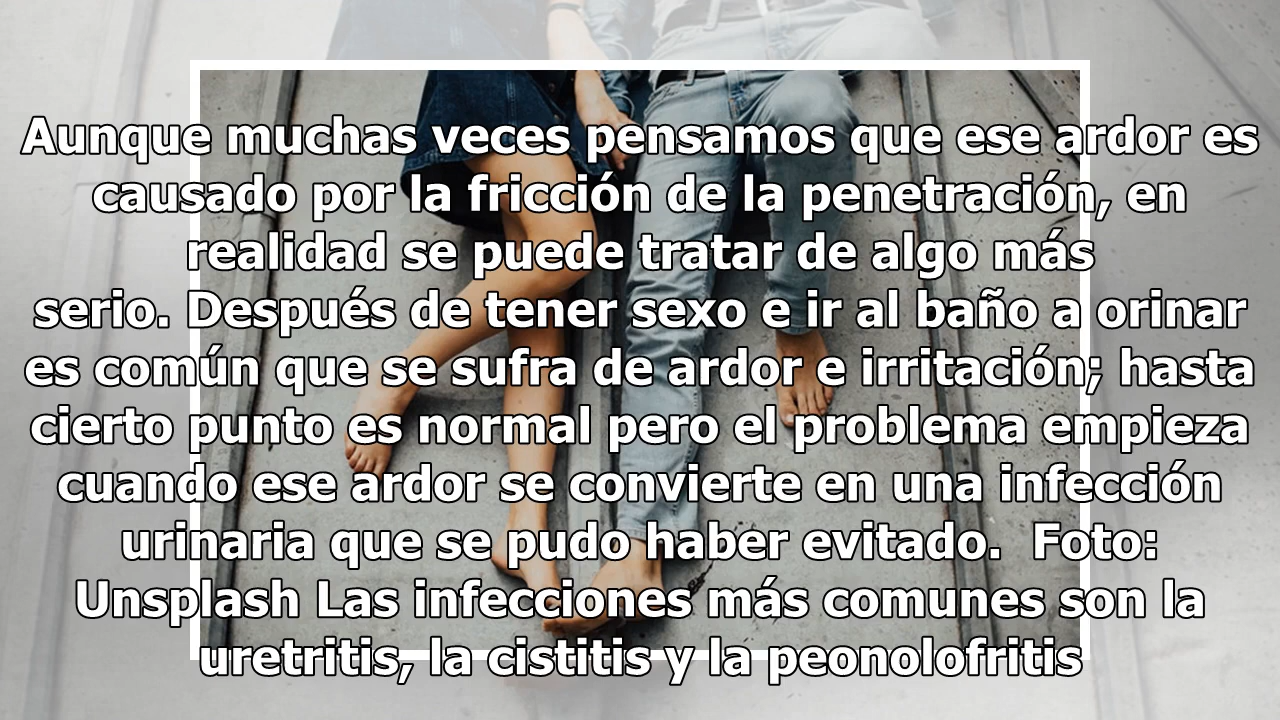 Aunque muchas veces pensamos que ese ardor es
causado por la fricción de la penetración, en
realidad se puede tratar de algo más
serio. Después de tener sexo e ir al baño a orinar
es común que se sufra de ardor e irritación; hasta
cierto punto es normal pero el problema empieza
cuando ese ardor se convierte en una infección
urinaria que se pudo haber evitado.  Foto:
Unsplash Las infecciones más comunes son la
uretritis, la cistitis y la peonolofritis